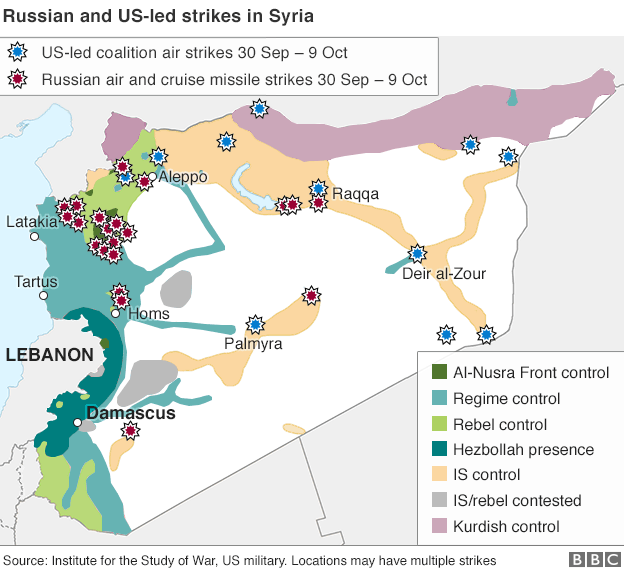 Russian and US-led strikes in Syria
US-led coalition air strikes 30 Sep – 9 Oct
Russian air and cruise missile strikes 30 Sep – 9 Oct
Aleppo
Raqqa
Latakia
Deir al-Zour
Tartus
Homs
Palmyra
LEBANON
Damascus
Al-Nusra Front control
Regime control
Rebel control
Hezbollah presence
IS control
IS/rebel contested
Kurdish control
Source: Institute for the Study of War, US military. Locations may have multiple strikes
BBC